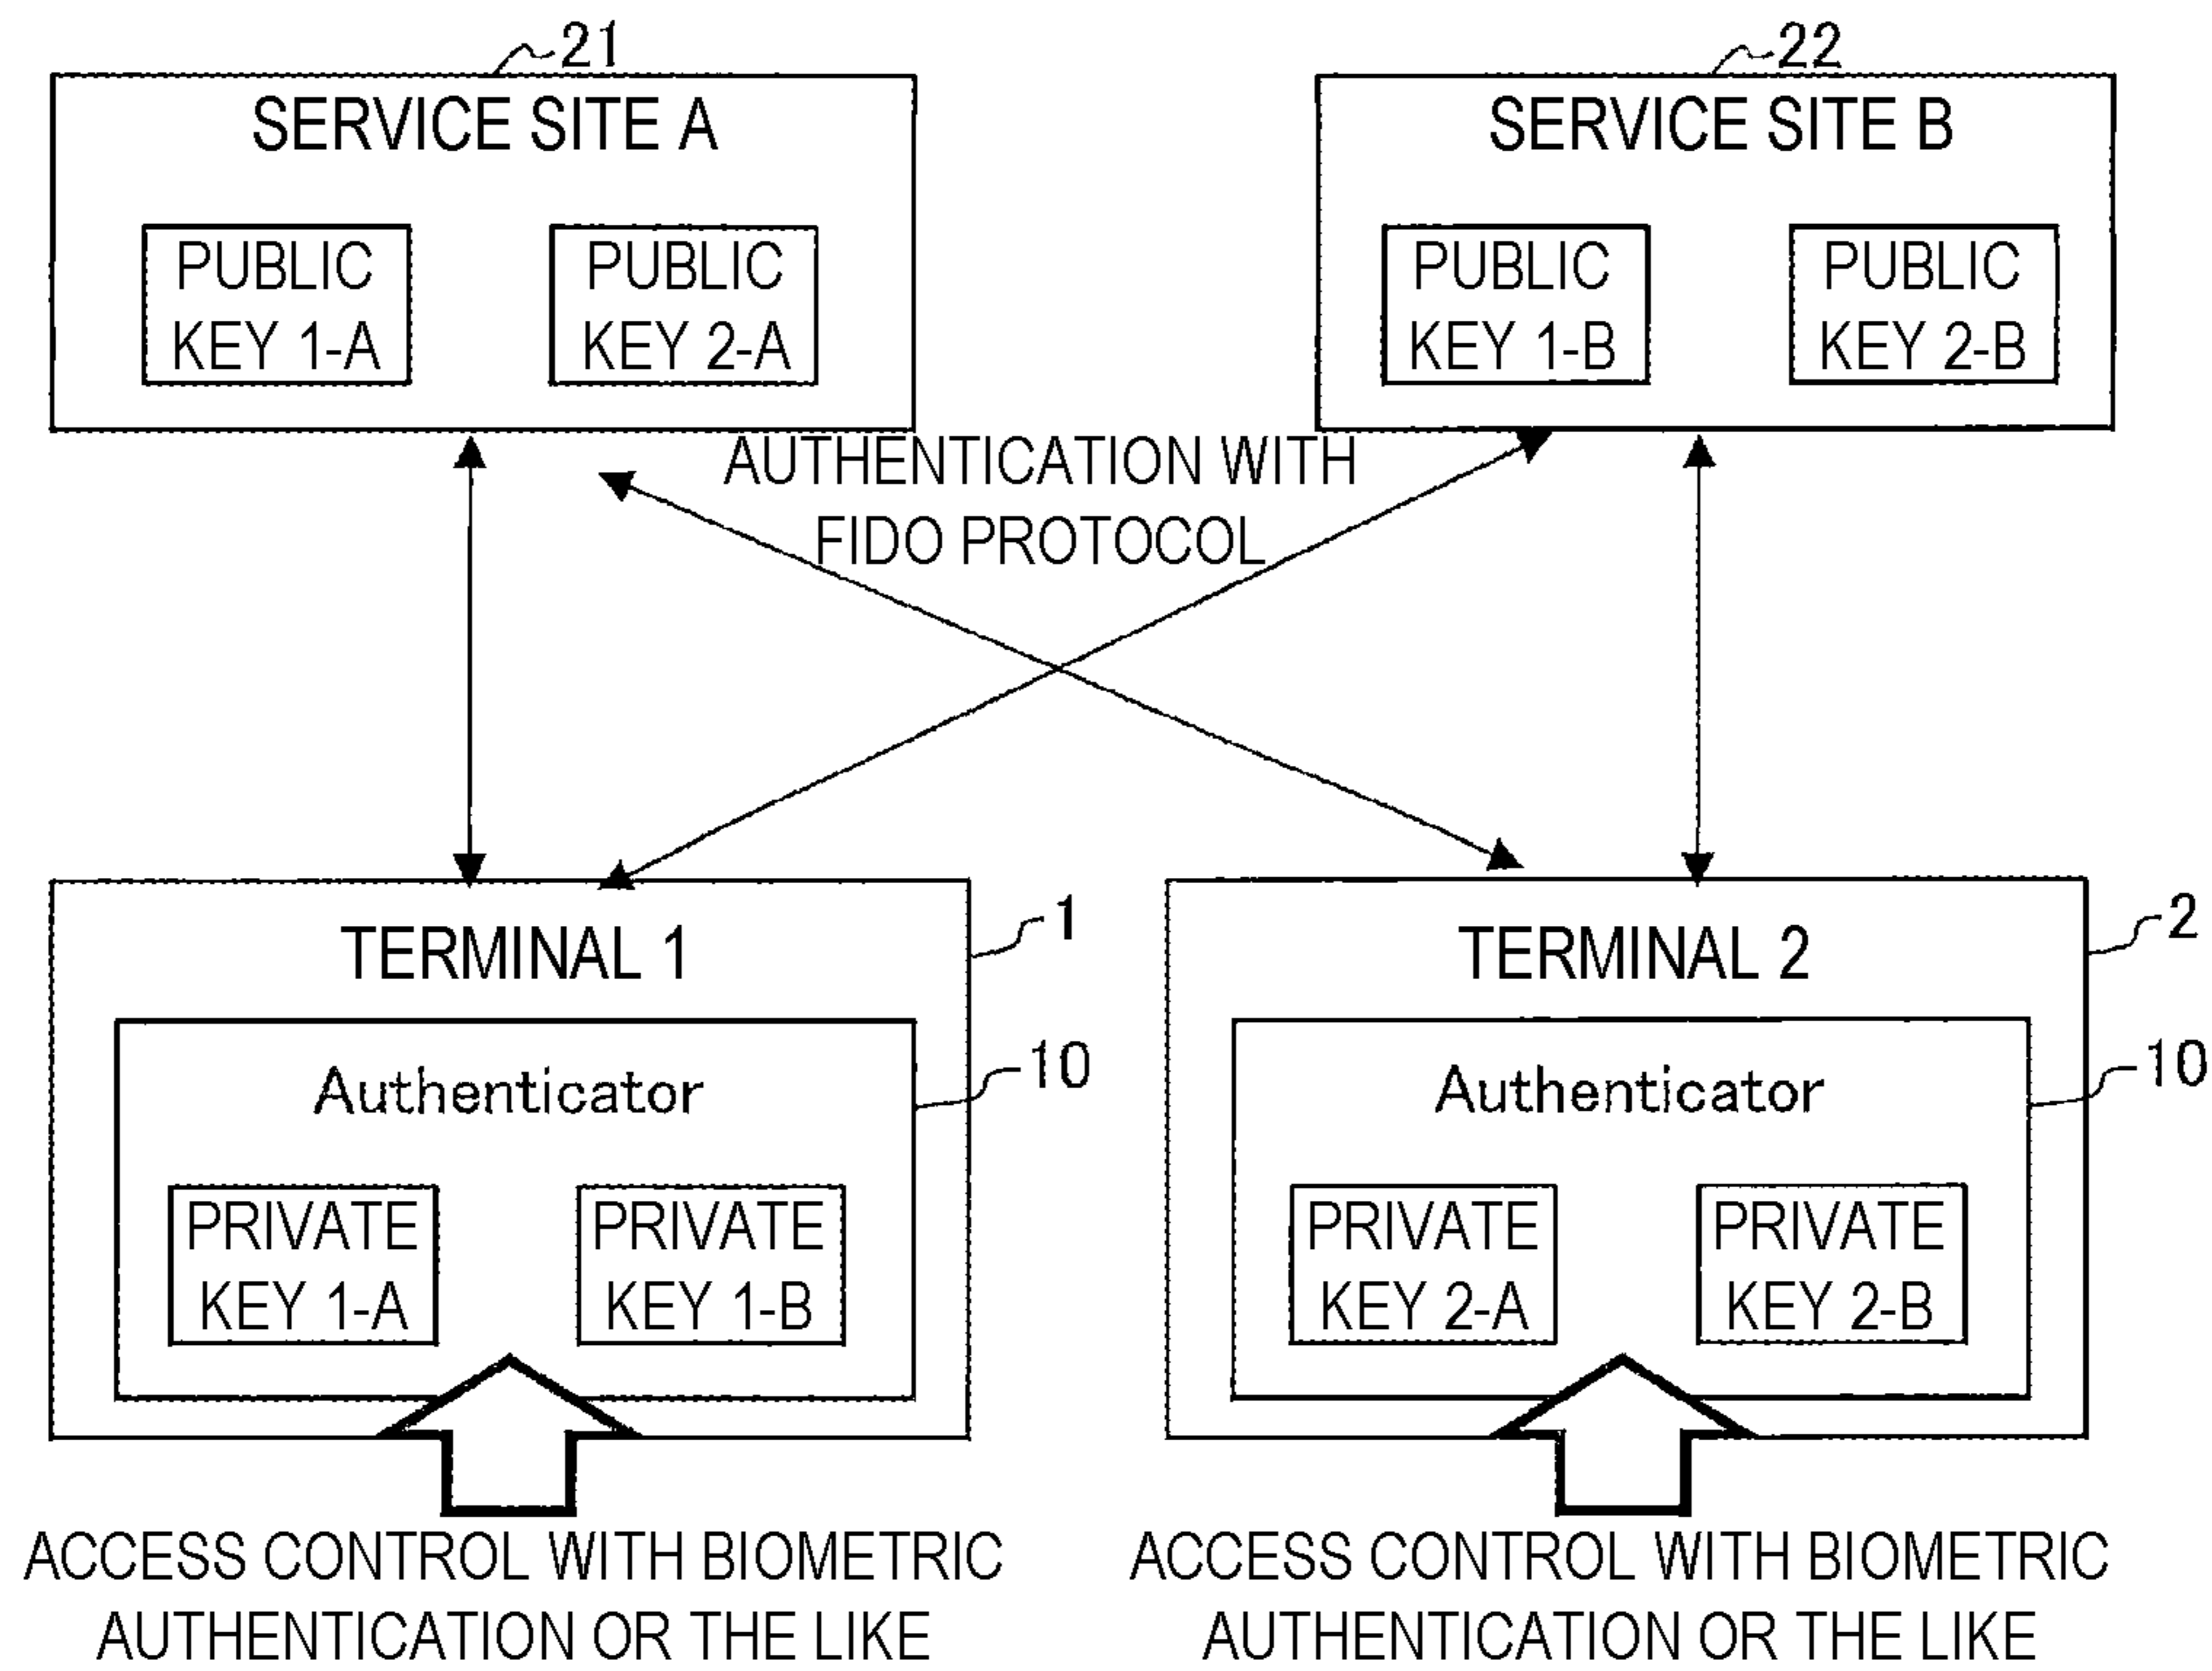 21
22
SERVICE SITE A
SERVICE SITE B
PUBLIC
KEY 1-A
PUBLIC
KEY 2-A
PUBLIC
KEY 1-B
PUBLIC
KEY 2-B
AUTHENTICATION WITH
FIDO PROTOCOL
TERMINAL 1
1
TERMINAL 2
2
Authenticator
10
Authenticator
10
PRIVATE
KEY 1-A
PRIVATE
KEY 1-B
PRIVATE
KEY 2-A
PRIVATE
KEY 2-B
ACCESS CONTROL WITH BIOMETRIC
AUTHENTICATION OR THE LIKE
ACCESS CONTROL WITH BIOMETRIC
AUTHENTICATION OR THE LIKE